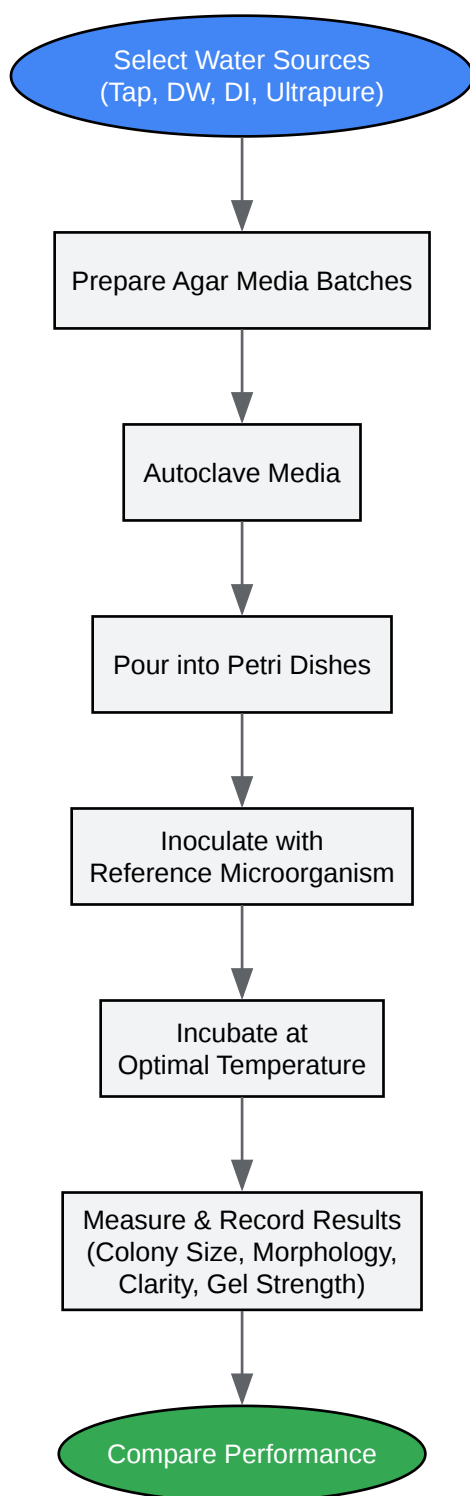 Select Water Sources
(Tap, DW, DI, Ultrapure)
Prepare Agar Media Batches
Autoclave Media
Pour into Petri Dishes
Inoculate with
Reference Microorganism
Incubate at
Optimal Temperature
Measure & Record Results
(Colony Size, Morphology,
Clarity, Gel Strength)
Compare Performance